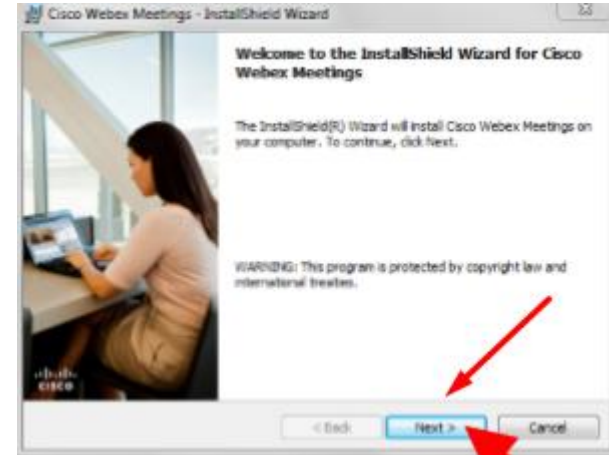 Cisco Webex Meetings - InstallShield Wizard
Welcome to the InstallShield Wizard for Cisco
Webex Meetings
The InstallShield(R) Wizard will install Cisco Webex Meetings on
your computer. To continue, click Next.
WARNING: This program is protected by copyright law and
international treaties.
CISCO
< Back
Next >
Cancel